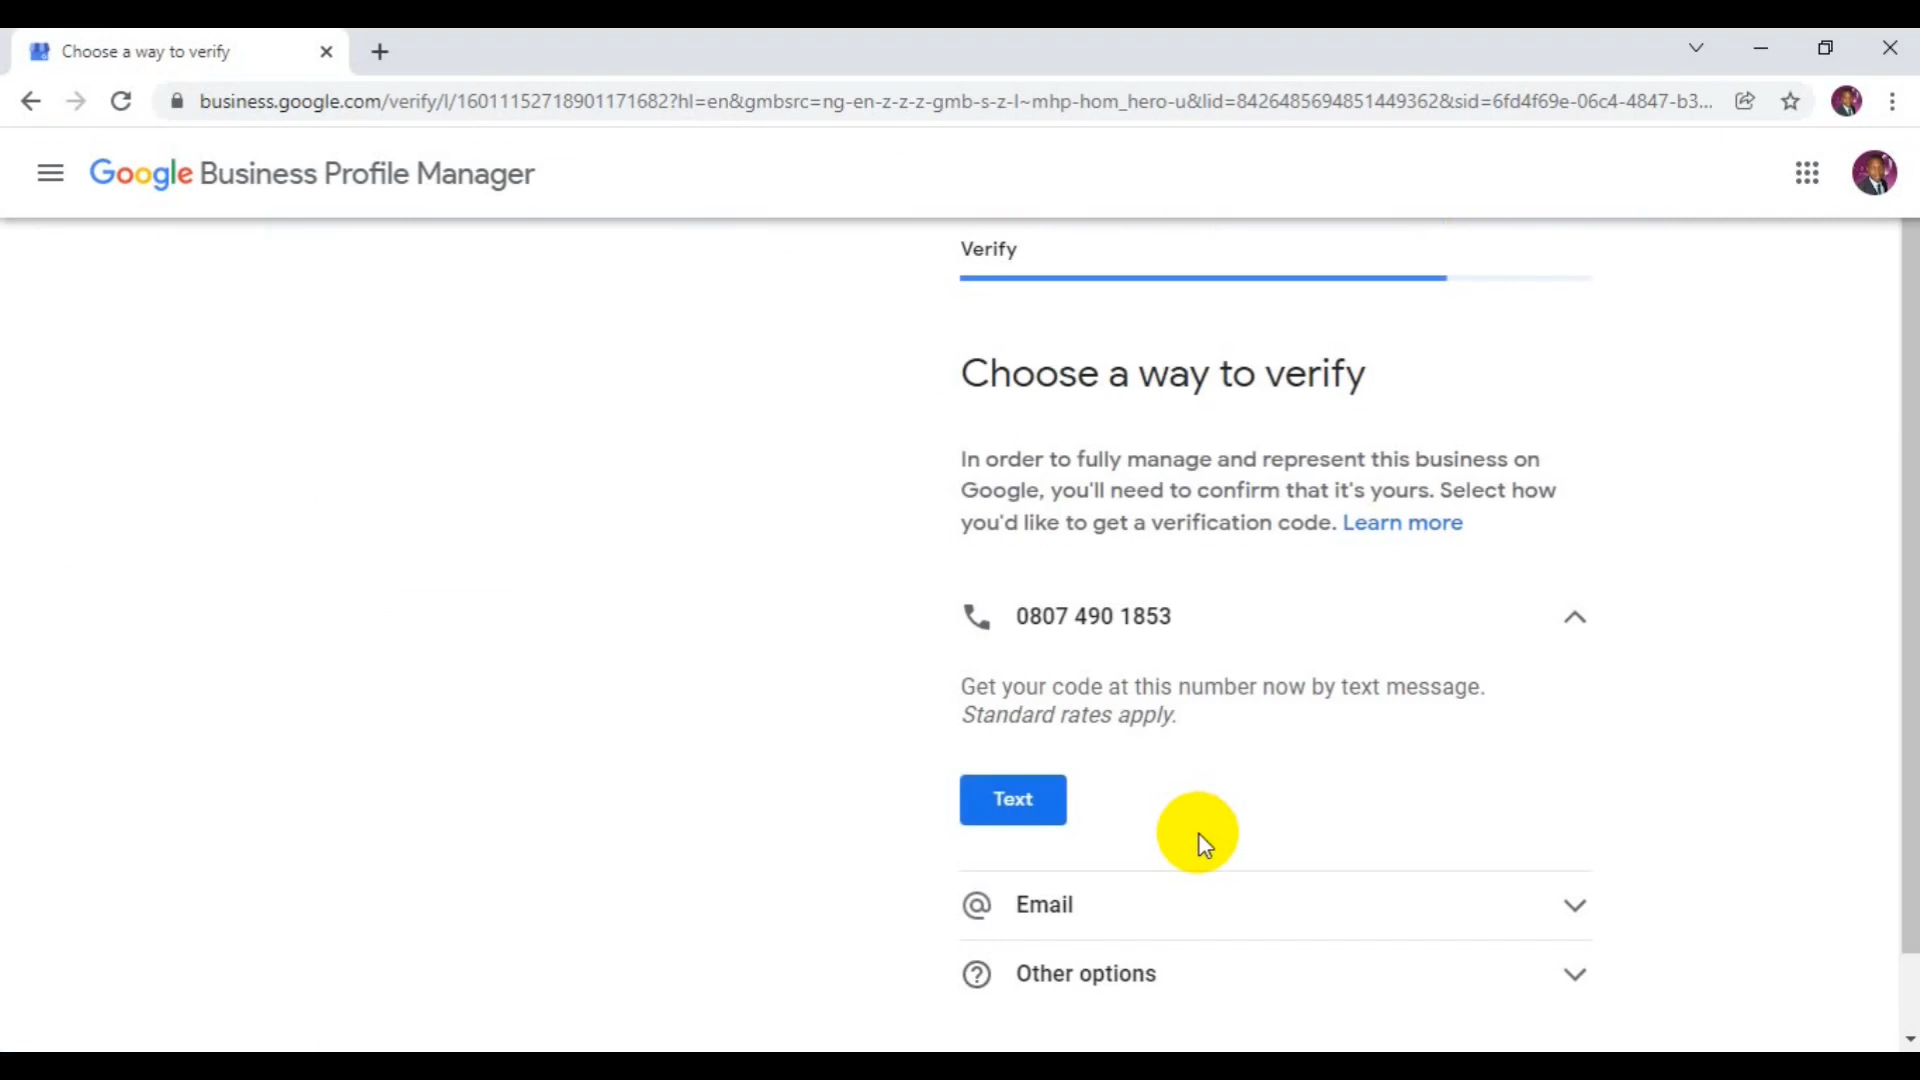 Choose a way to verify
business.google.com/verify/l/16011152718901171682?hl=en&gmbsrc=ng-en-z-z-z-gmb-s-z-l~mhp-hom_hero-u&lid=8426485694851449362&sid=6fd4f69e-06c4-4847-b3...
Google Business Profile Manager
Verify
Choose a way to verify
In order to fully manage and represent this business on
Google, you'll need to confirm that it's yours. Select how
you'd like to get a verification code. Learn more
0807 490 1853
Get your code at this number now by text message.
Standard rates apply.
Text
Email
Other options